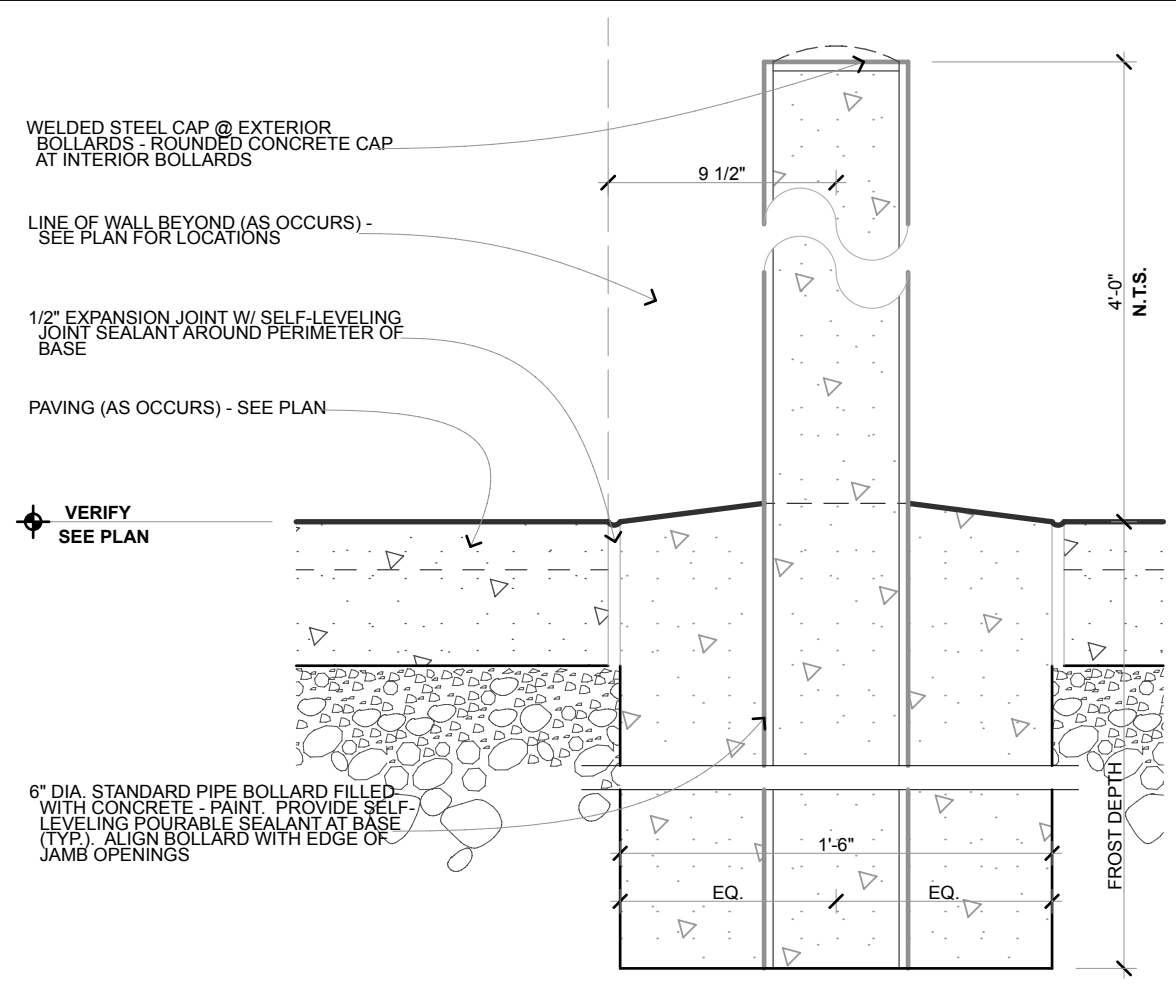 WELDED STEEL CAP @ EXTERIOR
BOLLARDS - ROUNDED CONCRETE CAP
AT INTERIOR BOLLARDS
9 1/2"
LINE OF WALL BEYOND (AS OCCURS) -
SEE PLAN FOR LOCATIONS
4'-0"
N.T.S.
1/2" EXPANSION JOINT W/ SELF-LEVELING
JOINT SEALANT AROUND PERIMETER OF
BASE
PAVING (AS OCCURS) - SEE PLAN
VERIFY
SEE PLAN
6" DIA. STANDARD PIPE BOLLARD FILLED
WITH CONCRETE - PAINT.  PROVIDE SELF-
LEVELING POURABLE SEALANT AT BASE
(TYP.).  ALIGN BOLLARD WITH EDGE OF
JAMB OPENINGS
FROST DEPTH
1'-6"
EQ.
EQ.